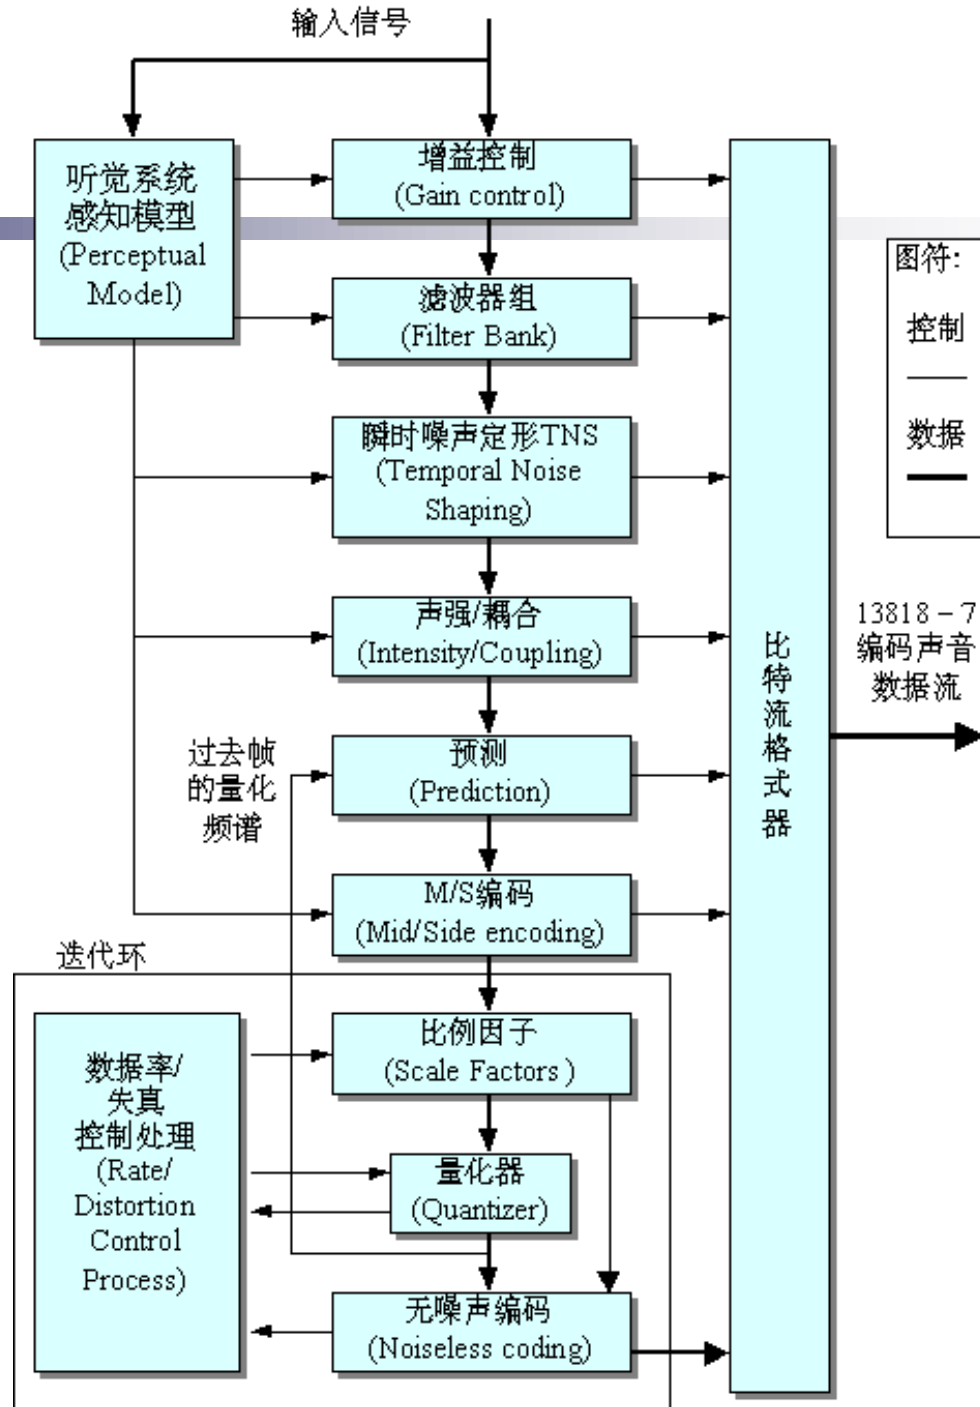 输入信号
听觉系统
感知模型
(Perceptual
Model)
增益控制
(Gain control)
滤波器组
(Filter Bank)
瞬时噪声定形TNS
(Temporal Noise
Shaping)
声强/耦合
(Intensity/Coupling)
过去帧
的量化
频谱
预测
(Prediction)
M/S编码
(Mid/Side encoding)
迭代环
数据率/
失真
控制处理
(Rate/
Distortion
Control
Process)
比例因子
(Scale Factors )
量化器
(Quantizer)
无噪声编码
(Noiseless coding)
比特流格式器
图符:
控制
数据
13818－7
编码声音
数据流